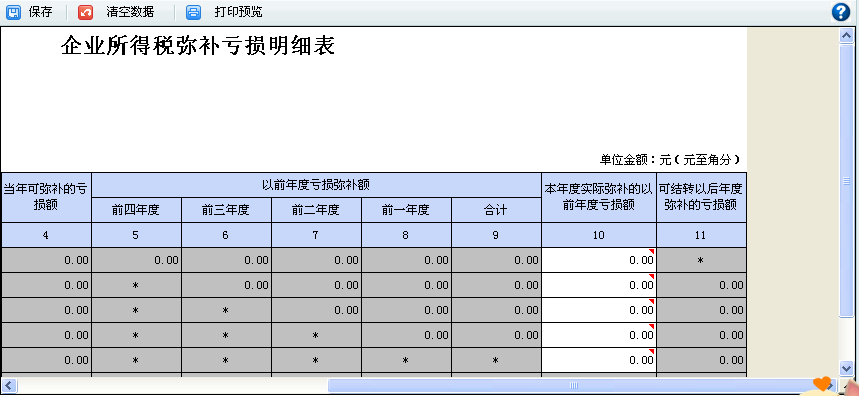 保存 清空数据 打印预览 ?
企业所得税弥补亏损明细表
单位金额：元（元至角分）
当年可弥补的亏损额 以前年度亏损弥补额 本年度实际弥补的以前年度亏损额 可结转以后年度弥补的亏损额
前四年度 前三年度 前二年度 前一年度 合计
4 5 6 7 8 9 10 11
0.00 0.00 0.00 0.00 0.00 0.00 0.00 *
0.00 * 0.00 0.00 0.00 0.00 0.00 0.00
0.00 * * 0.00 0.00 0.00 0.00 0.00
0.00 * * * 0.00 0.00 0.00 0.00
0.00 * * * * * 0.00 0.00